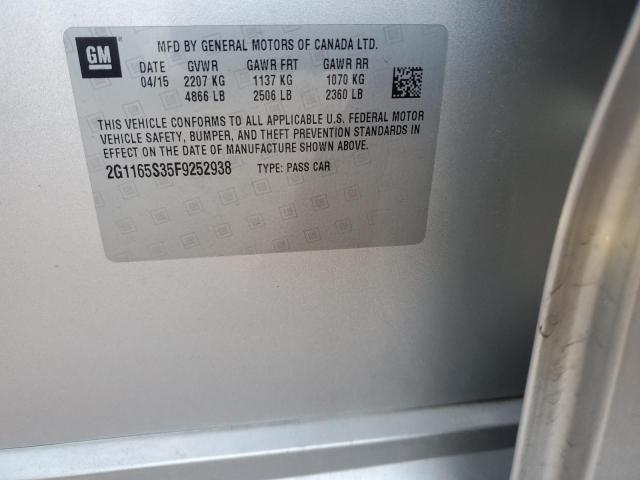 GM
MFD BY GENERAL MOTORS OF CANADA LTD.
DATE GVWR GAWR FRT GAWR RR
04/15 2207 KG 1137 KG 1070 KG
4866 LB 2506 LB 2360 LB
THIS VEHICLE CONFORMS TO ALL APPLICABLE U.S. FEDERAL MOTOR
VEHICLE SAFETY, BUMPER, AND THEFT PREVENTION STANDARDS IN
EFFECT ON THE DATE OF MANUFACTURE SHOWN ABOVE.
2G1165S35F9252938 TYPE: PASS CAR